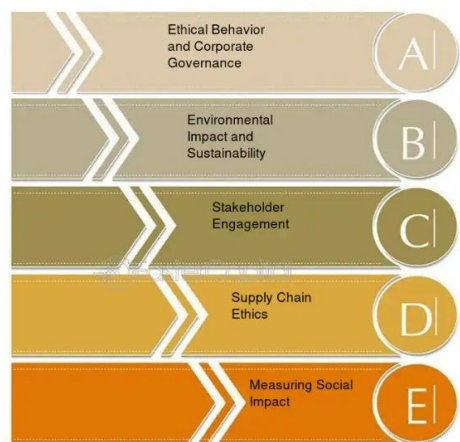 Ethical Behavior
and Corporate
Governance
A
Environmental
Impact and
Sustainability
B
Stakeholder
Engagement
C
Supply Chain
Ethics
D
Measuring Social
Impact
E